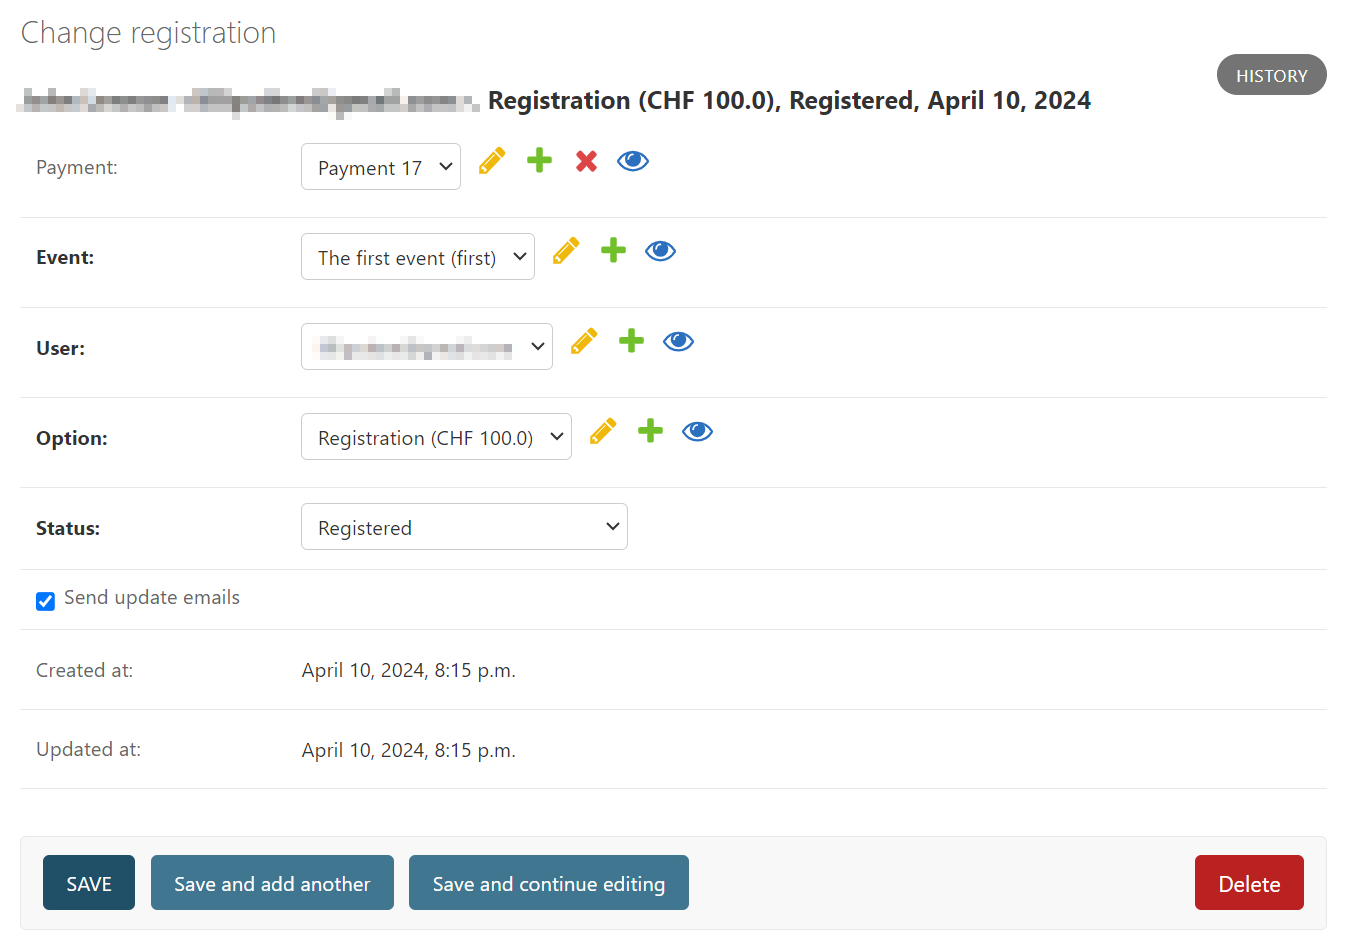 Change registration
HISTORY
Registration (CHF 100.0), Registered, April 10, 2024
Payment: Payment 17
Event: The first event (first)
User:
Option: Registration (CHF 100.0)
Status: Registered
Send update emails
Created at: April 10, 2024, 8:15 p.m.
Updated at: April 10, 2024, 8:15 p.m.
SAVE Save and add another Save and continue editing Delete